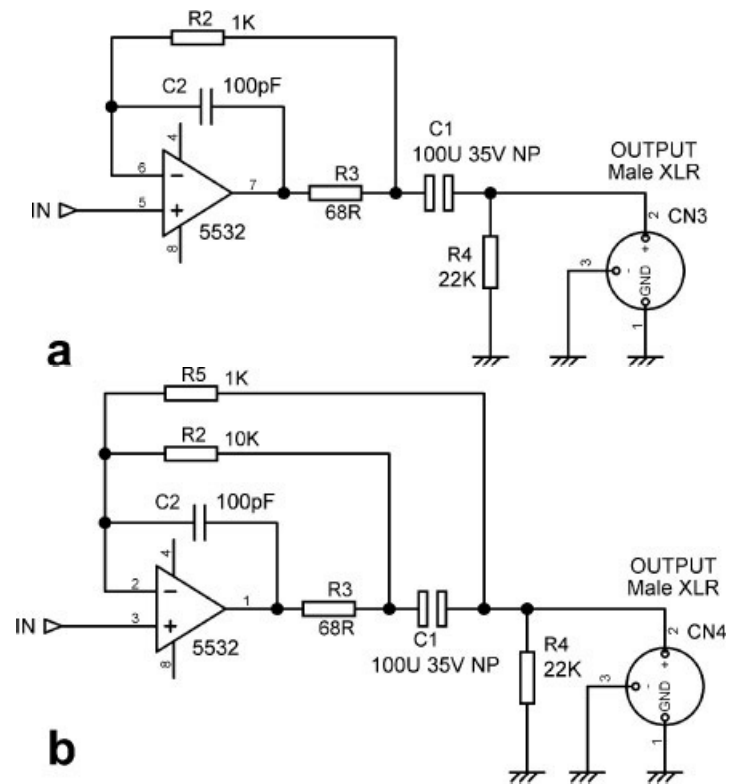 R2 1K
C2 100pF
C1
100U 35V NP
OUTPUT
Male XLR
4
6
7
R3
2
CN3
IN
5
5532
68R
R4
22K
3
+
-
GND
8
1
a
R5 1K
R2 10K
C2 100pF
4
OUTPUT
Male XLR
2
1
R3
2
CN4
IN
3
5532
68R
C1
100U 35V NP
R4
22K
3
+
-
GND
8
1
b